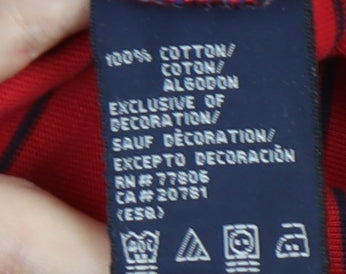 100% COTTON/
COTON/
ALGODON
EXCLUSIVE OF
DECORATION/
SAUF DÉCORATION/
EXCEPTO DECORACIÓN
RN# 77806
CA# 20781
(ESQ)